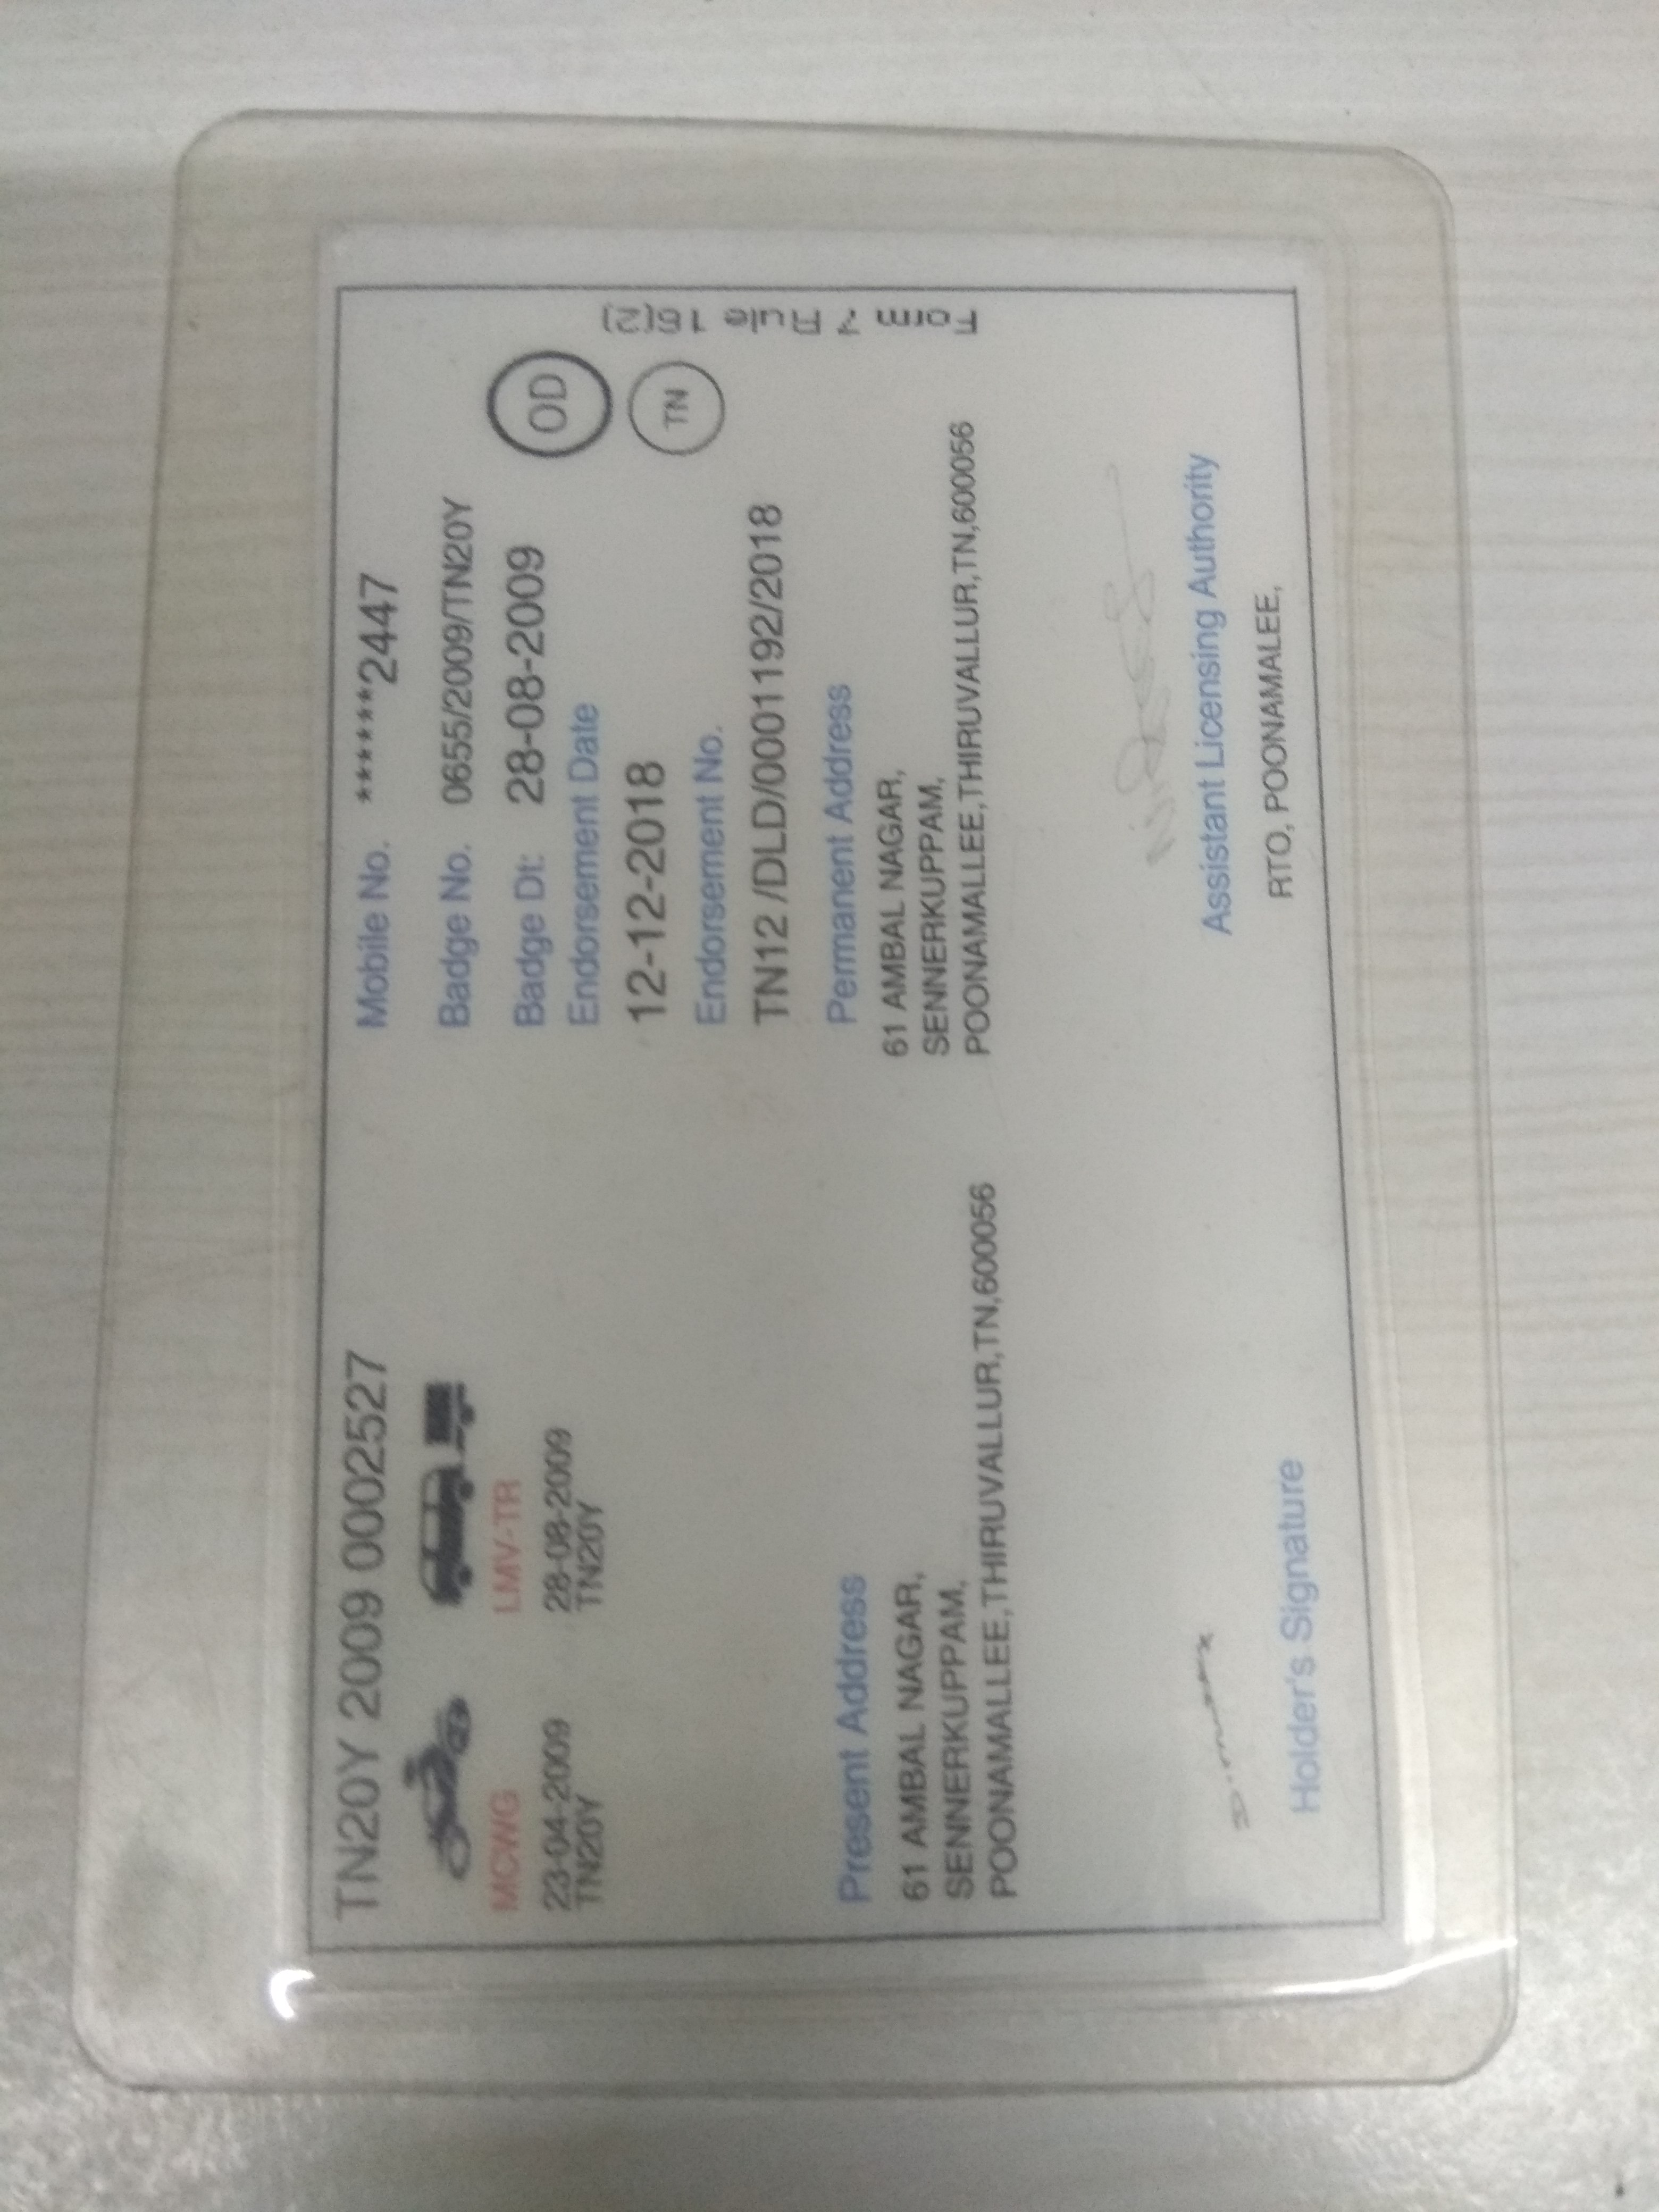 TN20Y 2009 0002527
MCWG
23-04-2009
TN20Y
LMV-TR
28-08-2009
TN20Y
Mobile No. ******2447
Badge No. 0655/2009/TN20Y
Badge Dt: 28-08-2009
Endorsement Date
12-12-2018
Endorsement No.
TN12 /DLD/0001192/2018
OD
TN
Form 7 Rule 16(2)
Present Address
61 AMBAL NAGAR,
SENNERKUPPAM,
POONAMALLEE,THIRUVALLUR,TN,600056
Permanent Address
61 AMBAL NAGAR,
SENNERKUPPAM,
POONAMALLEE,THIRUVALLUR,TN,600056
Holder's Signature
Assistant Licensing Authority
RTO, POONAMALEE,